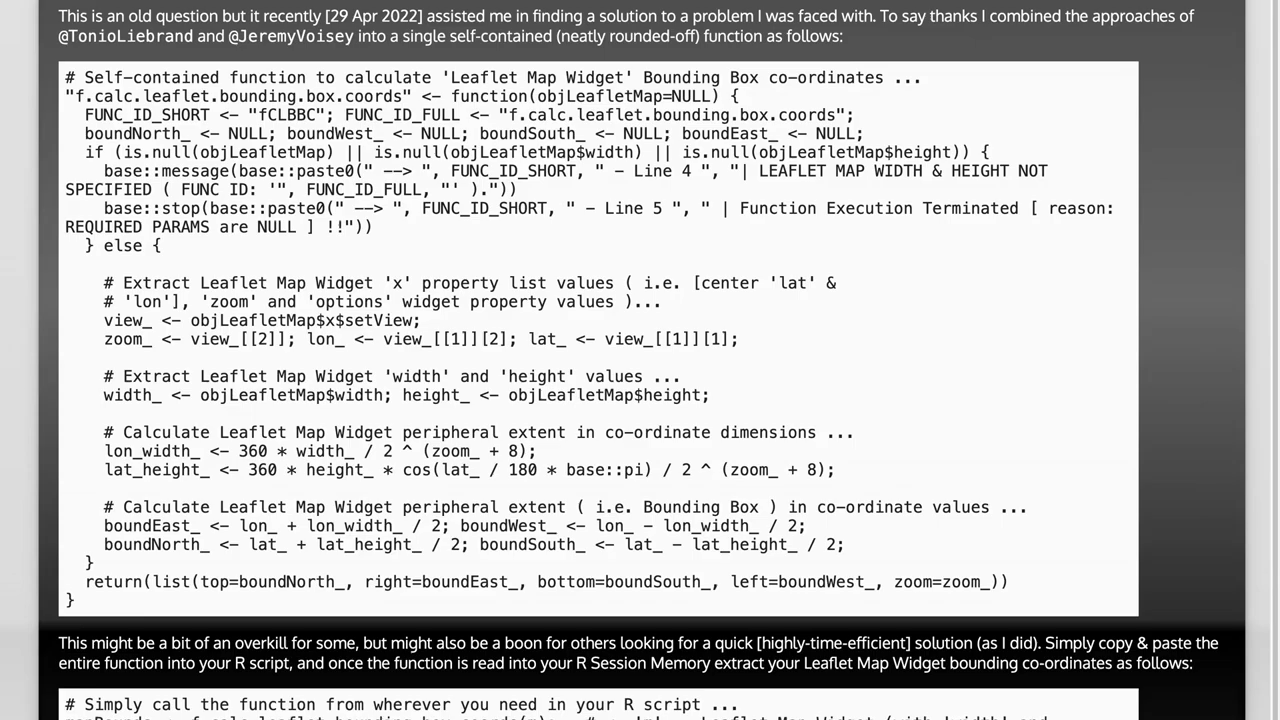 This is an old question but it recently [29 Apr 2022] assisted me in finding a solution to a problem I was faced with. To say thanks I combined the approaches of
@TonioLiebrand and @JeremyVoisey into a single self-contained (neatly rounded-off) function as follows:
# Self-contained function to calculate 'Leaflet Map Widget' Bounding Box co-ordinates ...
"f.calc.leaflet.bounding.box.coords" <- function(objLeafletMap=NULL) {
  FUNC_ID_SHORT <- "fCLBBC"; FUNC_ID_FULL <- "f.calc.leaflet.bounding.box.coords";
  boundNorth_ <- NULL; boundWest_ <- NULL; boundSouth_ <- NULL; boundEast_ <- NULL;
  if (is.null(objLeafletMap) || is.null(objLeafletMap$width) || is.null(objLeafletMap$height)) {
    base::message(base::paste0(" --> ", FUNC_ID_SHORT, " - Line 4 ", "| LEAFLET MAP WIDTH & HEIGHT NOT
SPECIFIED ( FUNC ID: '", FUNC_ID_FULL, "' )."))
    base::stop(base::paste0(" --> ", FUNC_ID_SHORT, " - Line 5 ", " | Function Execution Terminated [ reason:
REQUIRED PARAMS are NULL ] !!"))
  } else {
    # Extract Leaflet Map Widget 'x' property list values ( i.e. [center 'lat' &
    # 'lon'], 'zoom' and 'options' widget property values )...
    view_ <- objLeafletMap$x$setView;
    zoom_ <- view_[[2]]; lon_ <- view_[[1]][2]; lat_ <- view_[[1]][1];
    # Extract Leaflet Map Widget 'width' and 'height' values ...
    width_ <- objLeafletMap$width; height_ <- objLeafletMap$height;
    # Calculate Leaflet Map Widget peripheral extent in co-ordinate dimensions ...
    lon_width_ <- 360 * width_ / 2 ^ (zoom_ + 8);
    lat_height_ <- 360 * height_ * cos(lat_ / 180 * base::pi) / 2 ^ (zoom_ + 8);
    # Calculate Leaflet Map Widget peripheral extent ( i.e. Bounding Box ) in co-ordinate values ...
    boundEast_ <- lon_ + lon_width_ / 2; boundWest_ <- lon_ - lon_width_ / 2;
    boundNorth_ <- lat_ + lat_height_ / 2; boundSouth_ <- lat_ - lat_height_ / 2;
  }
  return(list(top=boundNorth_, right=boundEast_, bottom=boundSouth_, left=boundWest_, zoom=zoom_))
}
This might be a bit of an overkill for some, but might also be a boon for others looking for a quick [highly-time-efficient] solution (as I did). Simply copy & paste the
entire function into your R script, and once the function is read into your R Session Memory extract your Leaflet Map Widget bounding co-ordinates as follows:
# Simply call the function from wherever you need in your R script ...